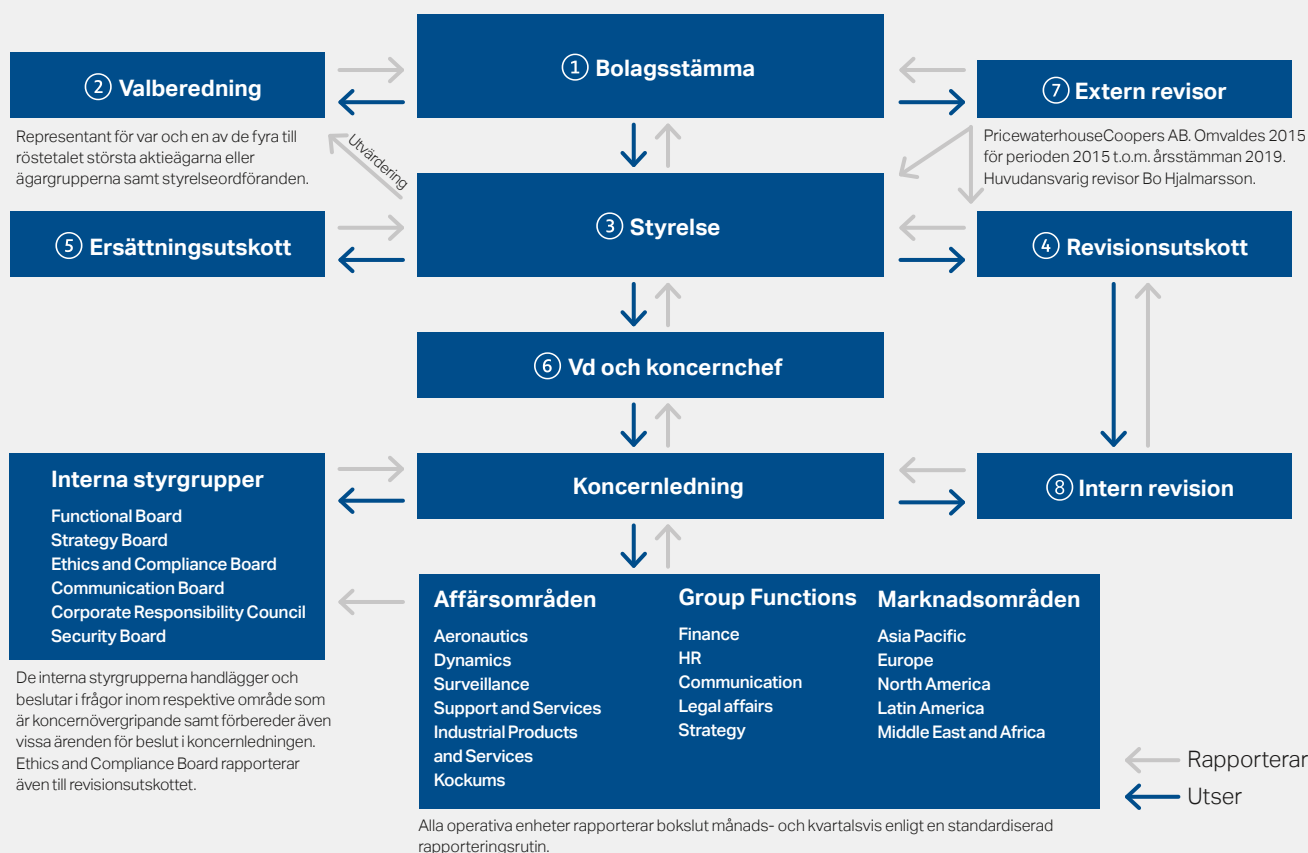 ① Bolagsstämma
② Valberedning
⑦ Extern revisor
Representant för var och en av de fyra till
röstetalet största aktieägarna eller
ägargrupperna samt styrelseordföranden.
Utvärdering
PricewaterhouseCoopers AB. Omvaldes 2015
för perioden 2015 t.o.m. årsstämman 2019.
Huvudansvarig revisor Bo Hjalmarsson.
③ Styrelse
⑤ Ersättningsutskott
④ Revisionsutskott
⑥ Vd och koncernchef
Koncernledning
⑧ Intern revision
Interna styrgrupper
Functional Board
Strategy Board
Ethics and Compliance Board
Communication Board
Corporate Responsibility Council
Security Board
De interna styrgrupperna handlägger och
beslutar i frågor inom respektive område som
är koncernövergripande samt förbereder även
vissa ärenden för beslut i koncernledningen.
Ethics and Compliance Board rapporterar
även till revisionsutskottet.
Affärsområden
Aeronautics
Dynamics
Surveillance
Support and Services
Industrial Products
and Services
Kockums
Group Functions
Finance
HR
Communication
Legal affairs
Strategy
Marknadsområden
Asia Pacific
Europe
North America
Latin America
Middle East and Africa
Rapporterar
Utser
Alla operativa enheter rapporterar bokslut månads- och kvartalsvis enligt en standardiserad
rapporteringsrutin.